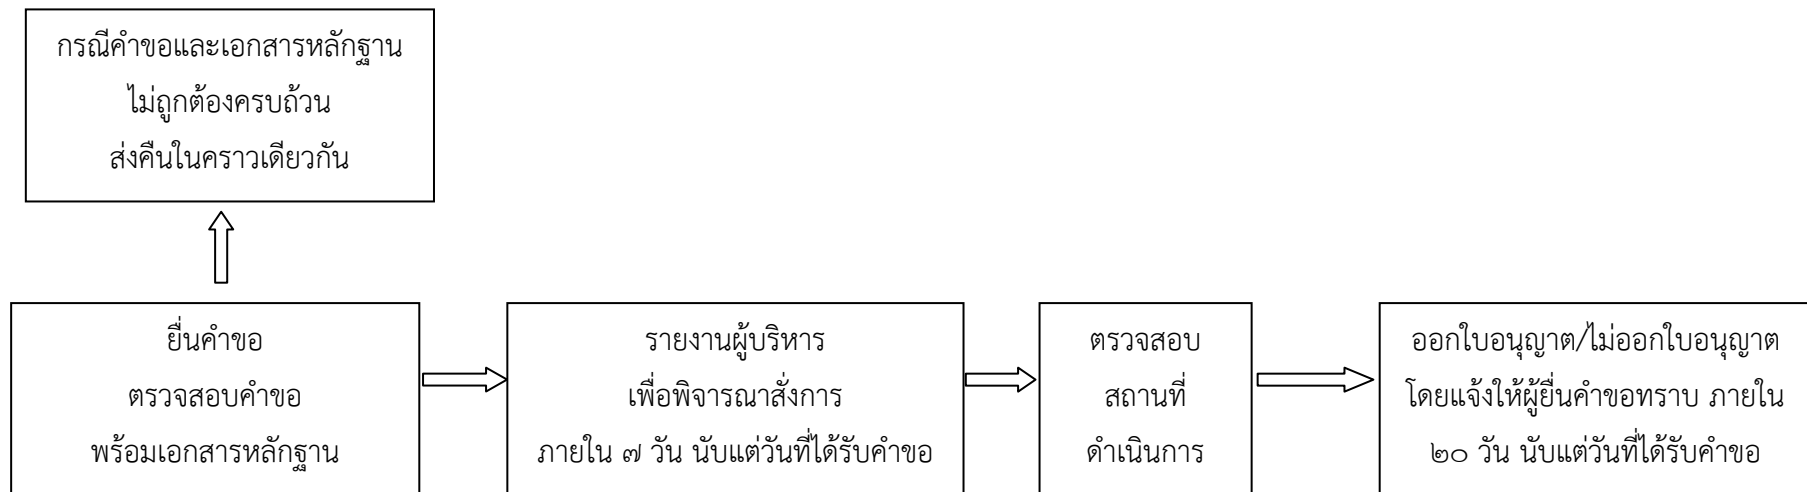 กรณีคำขอและเอกสารหลักฐาน
ไม่ถูกต้องครบถ้วน
ส่งคืนในคราวเดียวกัน
ยื่นคำขอ
ตรวจสอบคำขอ
พร้อมเอกสารหลักฐาน
รายงานผู้บริหาร
เพื่อพิจารณาสั่งการ
ภายใน ๗ วัน นับแต่วันที่ได้รับคำขอ
ตรวจสอบ
สถานที่
ดำเนินการ
ออกใบอนุญาต/ไม่ออกใบอนุญาต
โดยแจ้งให้ผู้ยื่นคำขอทราบ ภายใน
๒๐ วัน นับแต่วันที่ได้รับคำขอ